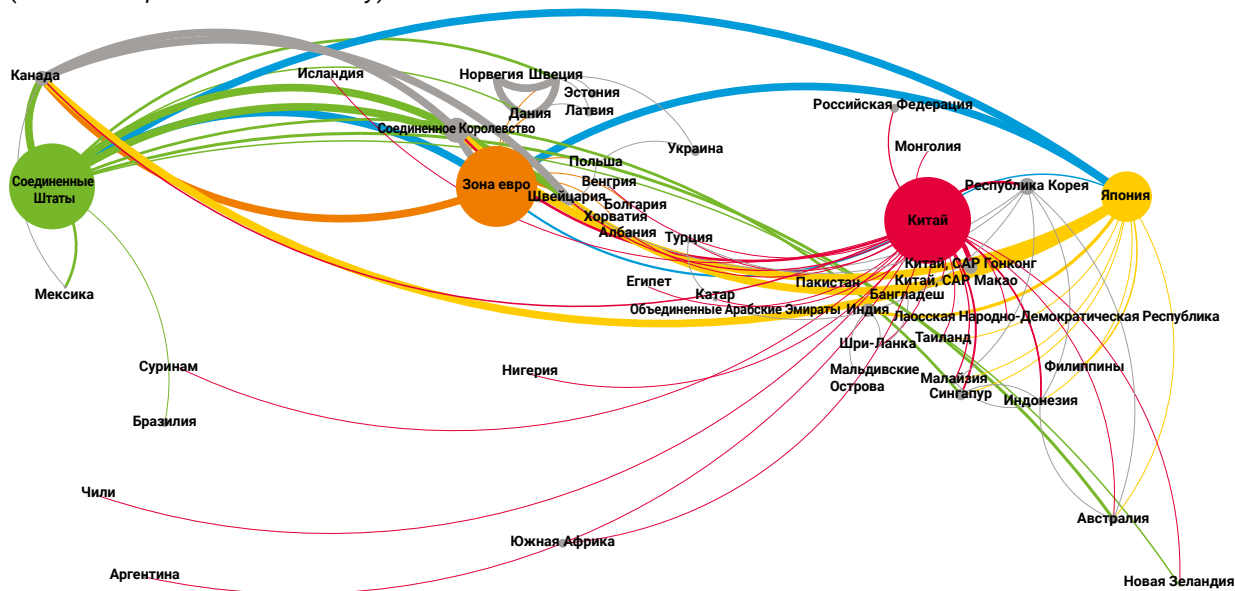 Канада
Исландия
Норвегия
Швеция
Эстония
Латвия
Дания
Соединенное Королевство
Российская Федерация
Монголия
Украина
Польша
Соединенные
Штаты
Зона евро
Венгрия
Швейцария
Болгария
Хорватия
Албания
Турция
Республика Корея
Япония
Китай
Китай, САР Гонконг
Китай, САР Макао
Мексика
Египет
Катар
Пакистан
Бангладеш
Объединенные Арабские Эмираты
Индия
Лаосская Народно-Демократическая Республика
Шри-Ланка
Таиланд
Суринам
Нигерия
Мальдивские
Острова
Малайзия
Филиппины
Сингапур
Индонезия
Бразилия
Чили
Австралия
Южная Африка
Аргентина
Новая Зеландия